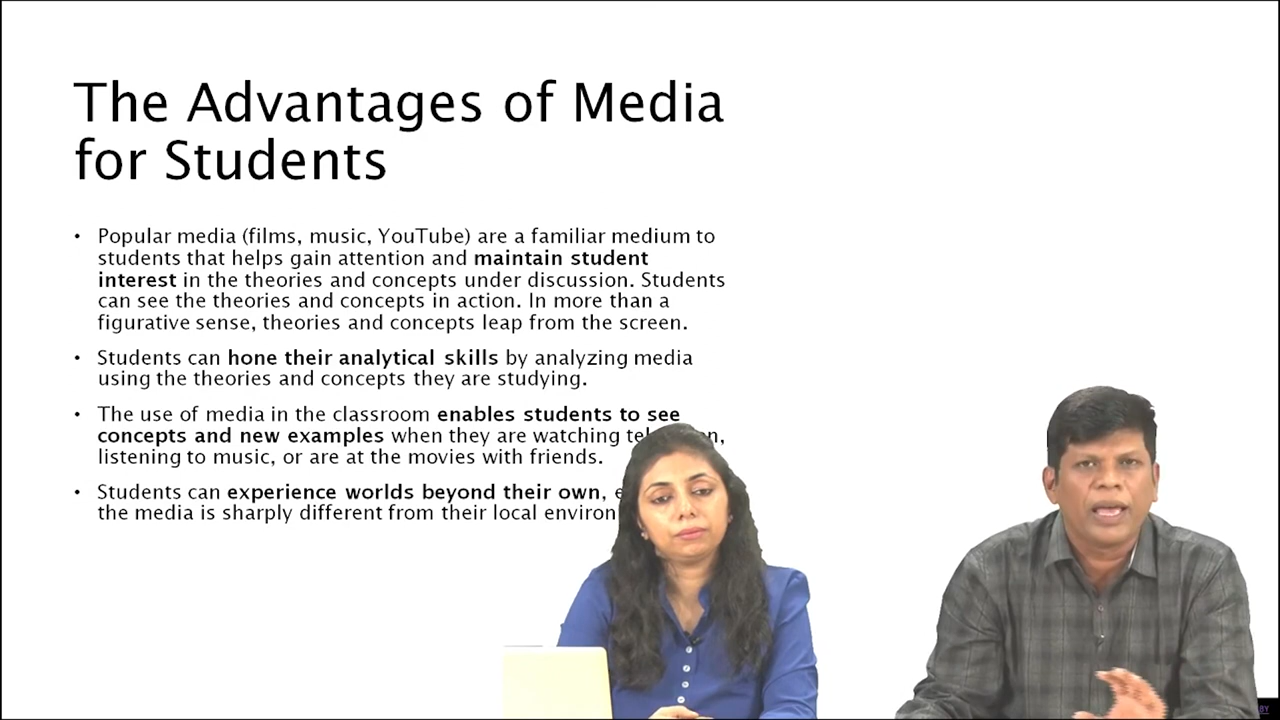 The Advantages of Media
for Students
• Popular media (films, music, YouTube) are a familiar medium to
students that helps gain attention and maintain student
interest in the theories and concepts under discussion. Students
can see the theories and concepts in action. In more than a
figurative sense, theories and concepts leap from the screen.
• Students can hone their analytical skills by analyzing media
using the theories and concepts they are studying.
• The use of media in the classroom enables students to see
concepts and new examples when they are watching
listening to music, or are at the movies with friends.
• Students can experience worlds beyond their own,
the media is sharply different from their local
BY